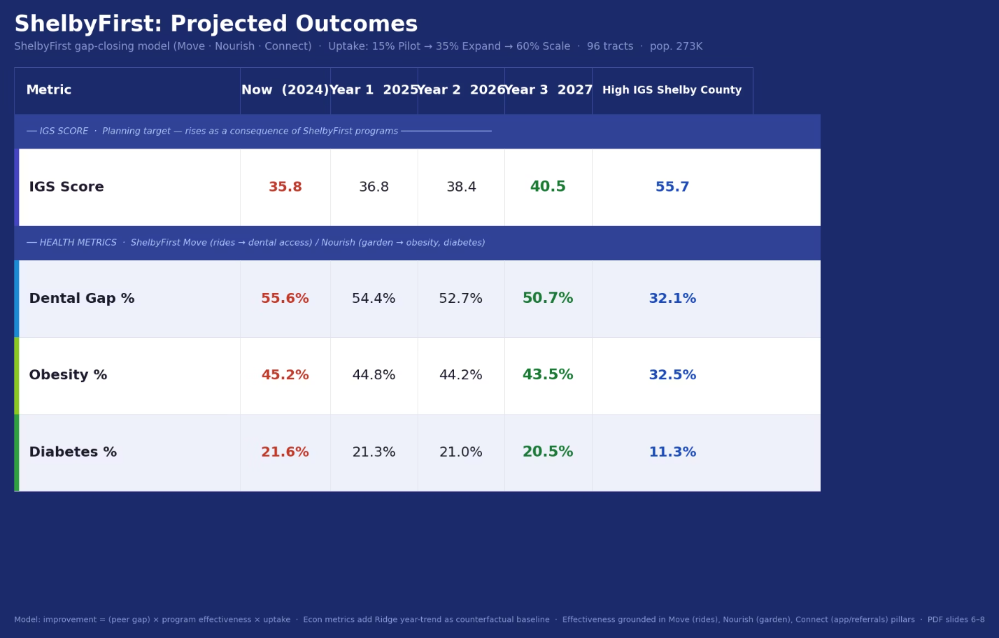 ShelbyFirst: Projected Outcomes
ShelbyFirst gap-closing model (Move · Nourish · Connect)  ·  Uptake: 15% Pilot → 35% Expand → 60% Scale  ·  96 tracts  ·  pop. 273K
Metric Now (2024) Year 1 2025 Year 2 2026 Year 3 2027 High IGS Shelby County
── IGS SCORE  ·  Planning target — rises as a consequence of ShelbyFirst programs ──────────────────
IGS Score 35.8 36.8 38.4 40.5 55.7
── HEALTH METRICS  ·  ShelbyFirst Move (rides → dental access) / Nourish (garden → obesity, diabetes)
Dental Gap % 55.6% 54.4% 52.7% 50.7% 32.1%
Obesity % 45.2% 44.8% 44.2% 43.5% 32.5%
Diabetes % 21.6% 21.3% 21.0% 20.5% 11.3%
Model: improvement = (peer gap) × program effectiveness × uptake  ·  Econ metrics add Ridge year-trend as counterfactual baseline  ·  Effectiveness grounded in Move (rides), Nourish (garden), Connect (app/referrals) pillars  ·  PDF slides 6–8